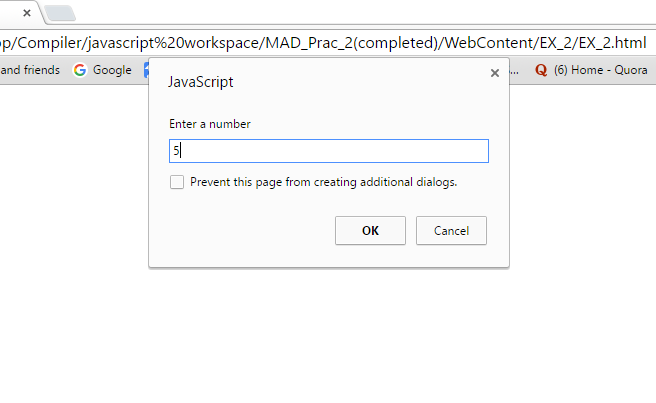 op/Compiler/javascript%20workspace/MAD_Prac_2(completed)/WebContent/EX_2/EX_2.html
and friends Google ... (6) Home - Quora
JavaScript
Enter a number
5
Prevent this page from creating additional dialogs.
OK Cancel